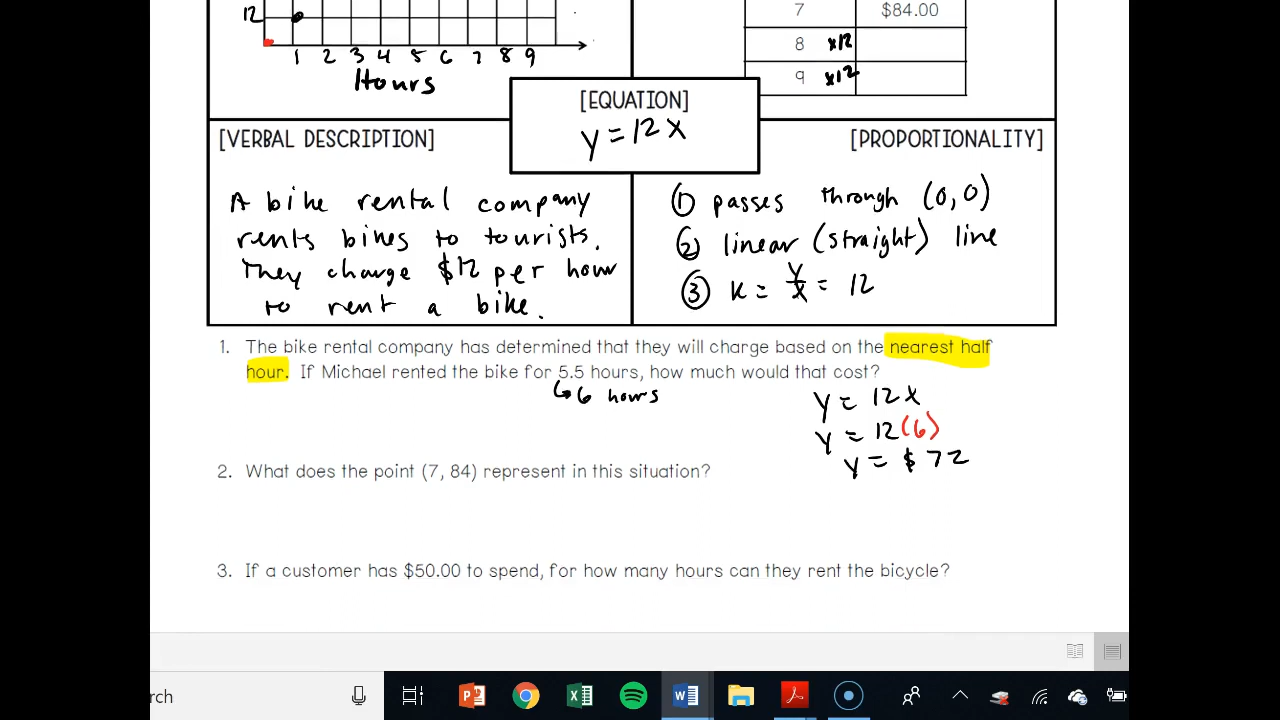 12
1 2 3 4 5 6 7 8 9
Hours
7 $84.00
8 x12
9 x12
[EQUATION]
y = 12x
[VERBAL DESCRIPTION]
A bike rental company
rents bikes to tourists.
They charge $12 per hour
to rent a bike.
[PROPORTIONALITY]
① passes through (0,0)
② linear (straight) line
③ k = y/x = 12
1. The bike rental company has determined that they will charge based on the nearest half
hour. If Michael rented the bike for 5.5 hours, how much would that cost?
↳ 6 hours
y = 12x
y = 12(6)
y = $72
2. What does the point (7, 84) represent in this situation?
3. If a customer has $50.00 to spend, for how many hours can they rent the bicycle?
rch